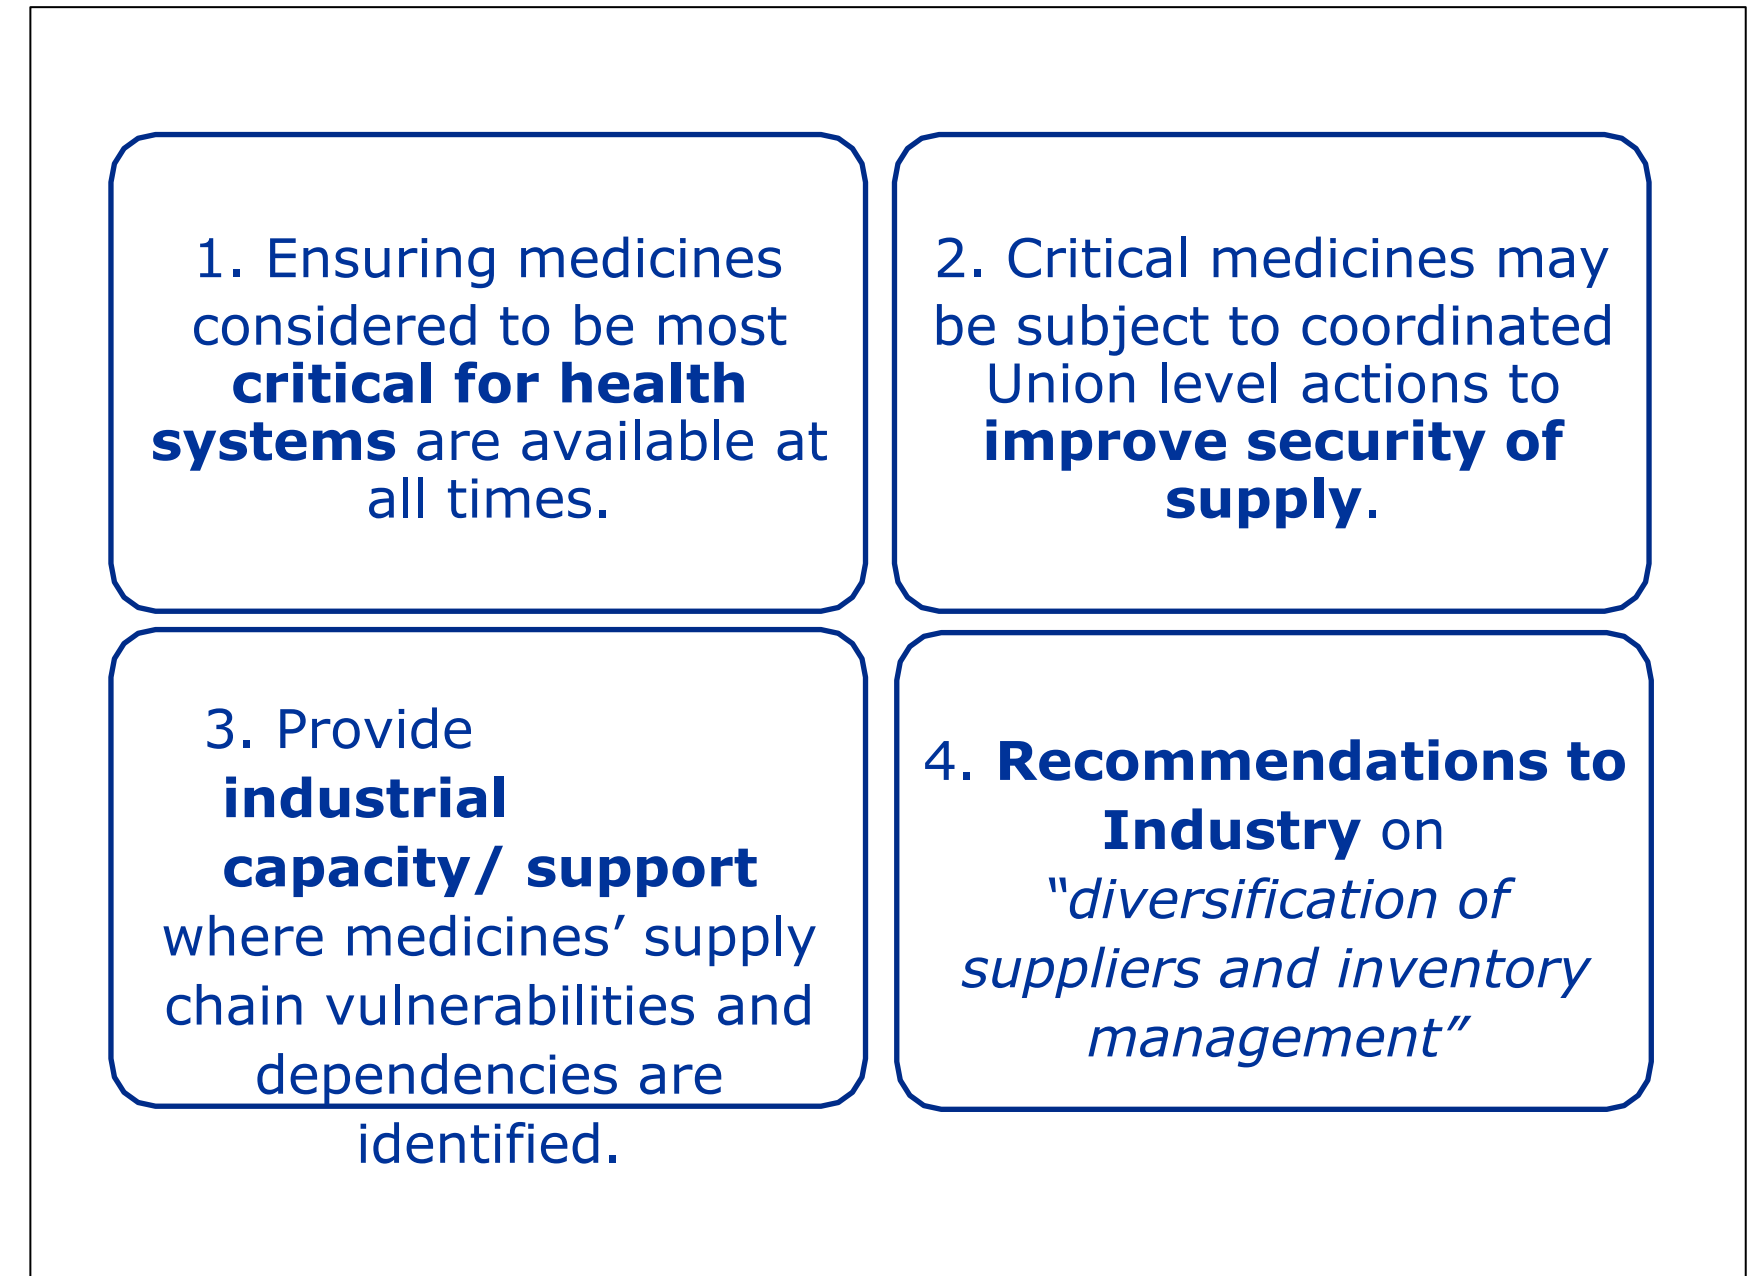 1. Ensuring medicines
considered to be most
critical for health
systems are available at
all times.
2. Critical medicines may
be subject to coordinated
Union level actions to
improve security of
supply.
3. Provide
industrial
capacity/ support
where medicines’ supply
chain vulnerabilities and
dependencies are
identified.
4. Recommendations to
Industry on
“diversification of
suppliers and inventory
management”